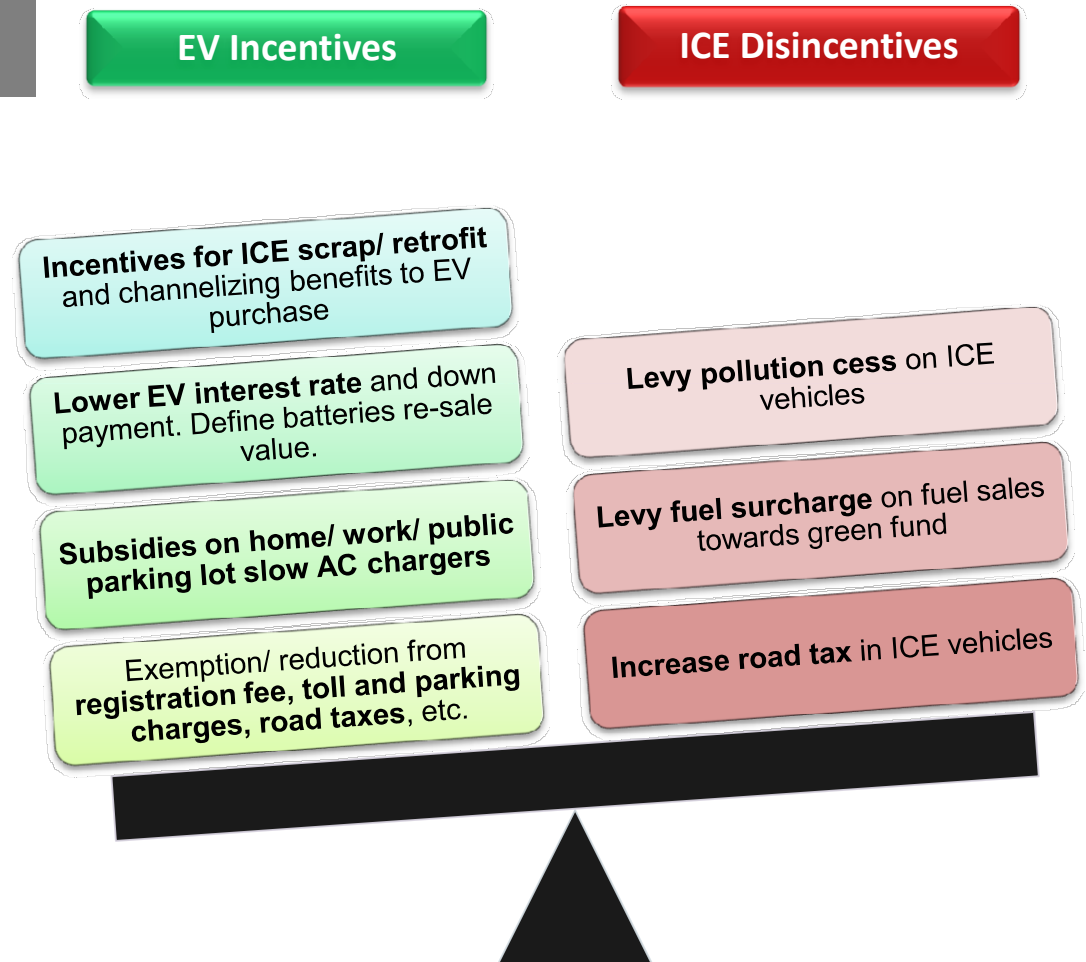 EV Incentives
ICE Disincentives
Incentives for ICE scrap/ retrofit
and channelizing benefits to EV
purchase
Lower EV interest rate and down
payment. Define batteries re-sale
value.
Subsidies on home/ work/ public
parking lot slow AC chargers
Exemption/ reduction from
registration fee, toll and parking
charges, road taxes, etc.
Levy pollution cess on ICE
vehicles
Levy fuel surcharge on fuel sales
towards green fund
Increase road tax in ICE vehicles